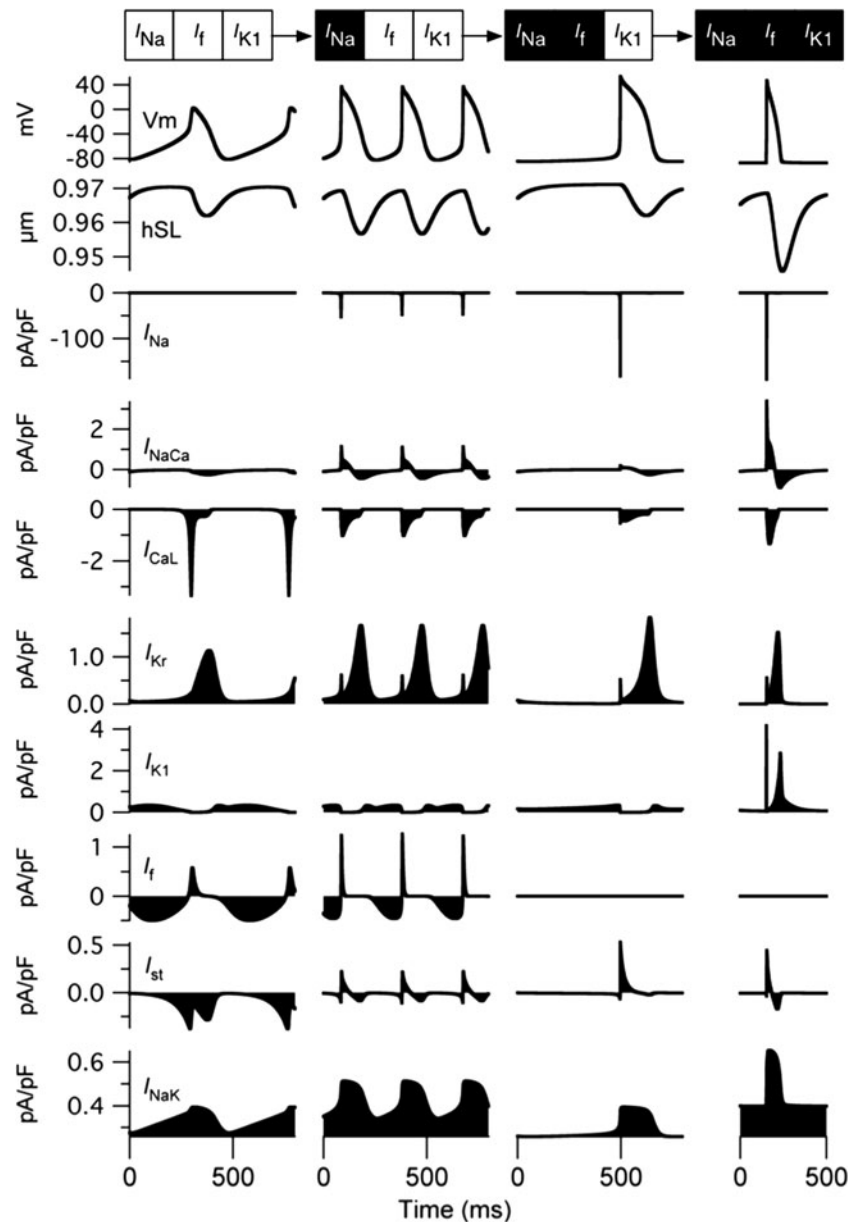 INa If IK1 INa If IK1 INa If IK1 INa If IK1
mV
40
0
-40
-80
Vm
µm
0.97
0.96
0.95
hSL
pA/pF
0
-100
INa
pA/pF
2
0
INaCa
pA/pF
0
-2
ICaL
pA/pF
1.0
0.0
IKr
pA/pF
4
2
0
IK1
pA/pF
1
0
If
pA/pF
0.5
0.0
Ist
pA/pF
0.6
0.4
INaK
0 500 0 500 0 500 0 500
Time (ms)